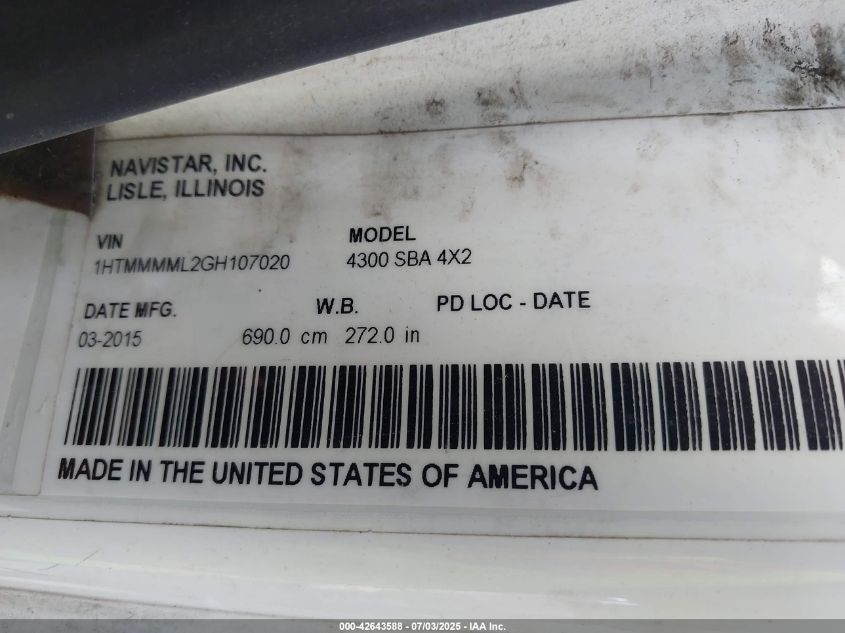 NAVISTAR, INC.
LISLE, ILLINOIS
VIN
1HTMMMML2GH107020
MODEL
4300 SBA 4X2
DATE MFG.
03-2015
W.B.
690.0 cm 272.0 in
PD LOC - DATE
MADE IN THE UNITED STATES OF AMERICA
000-42643588 - 07/03/2025 - IAA Inc.